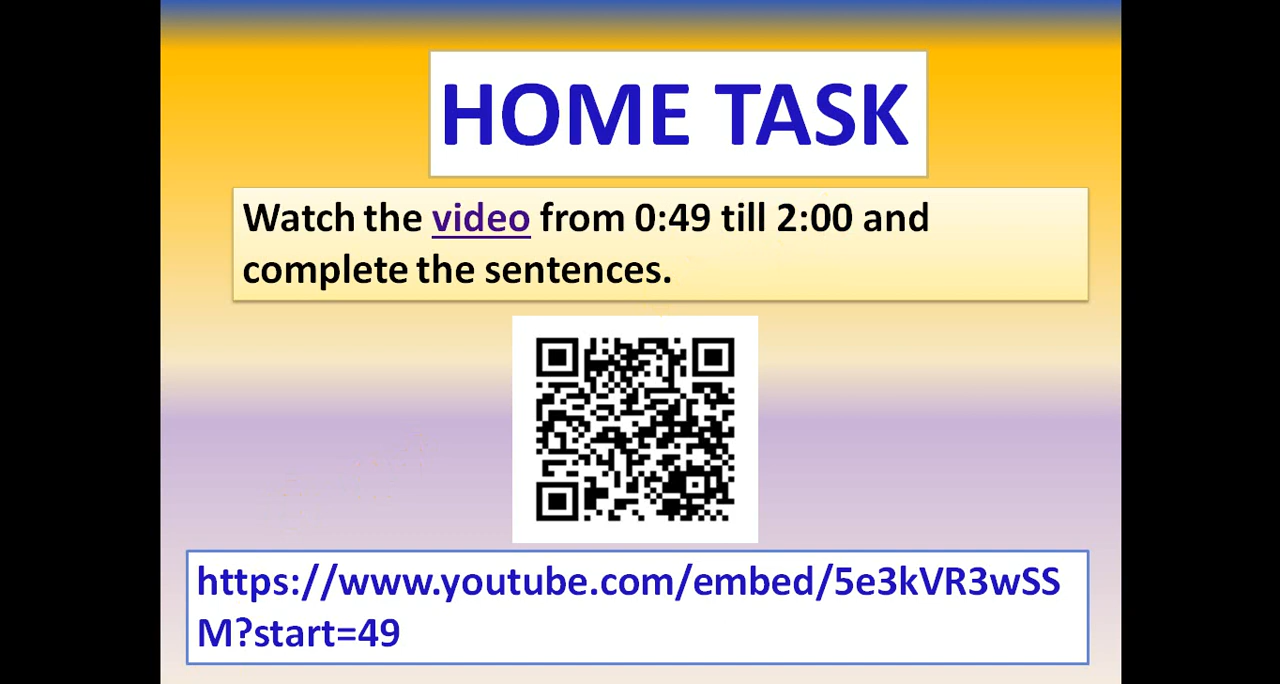 HOME TASK
Watch the video from 0:49 till 2:00 and
complete the sentences.
https://www.youtube.com/embed/5e3kVR3wSS
M?start=49